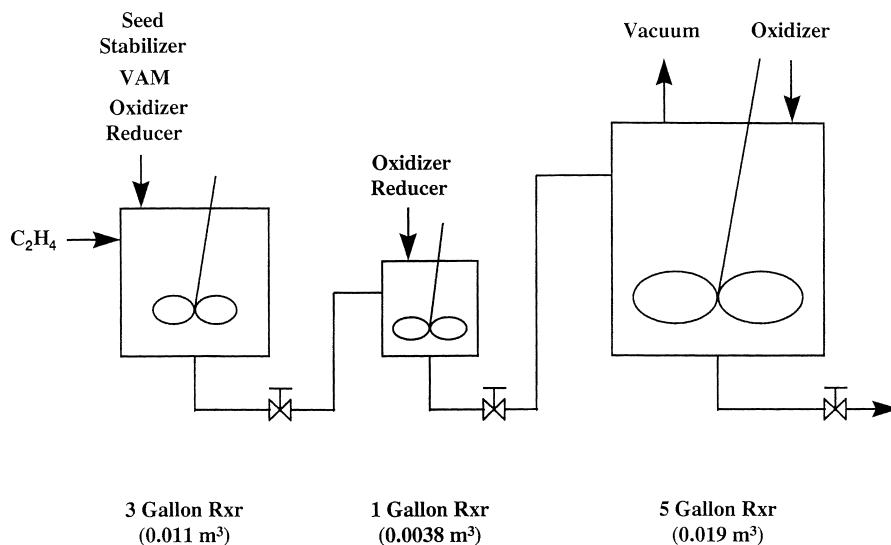 Seed
Stabilizer
VAM
Oxidizer
Reducer
C₂H₄
Oxidizer
Reducer
Vacuum
Oxidizer
3 Gallon Rxr
(0.011 m³)
1 Gallon Rxr
(0.0038 m³)
5 Gallon Rxr
(0.019 m³)